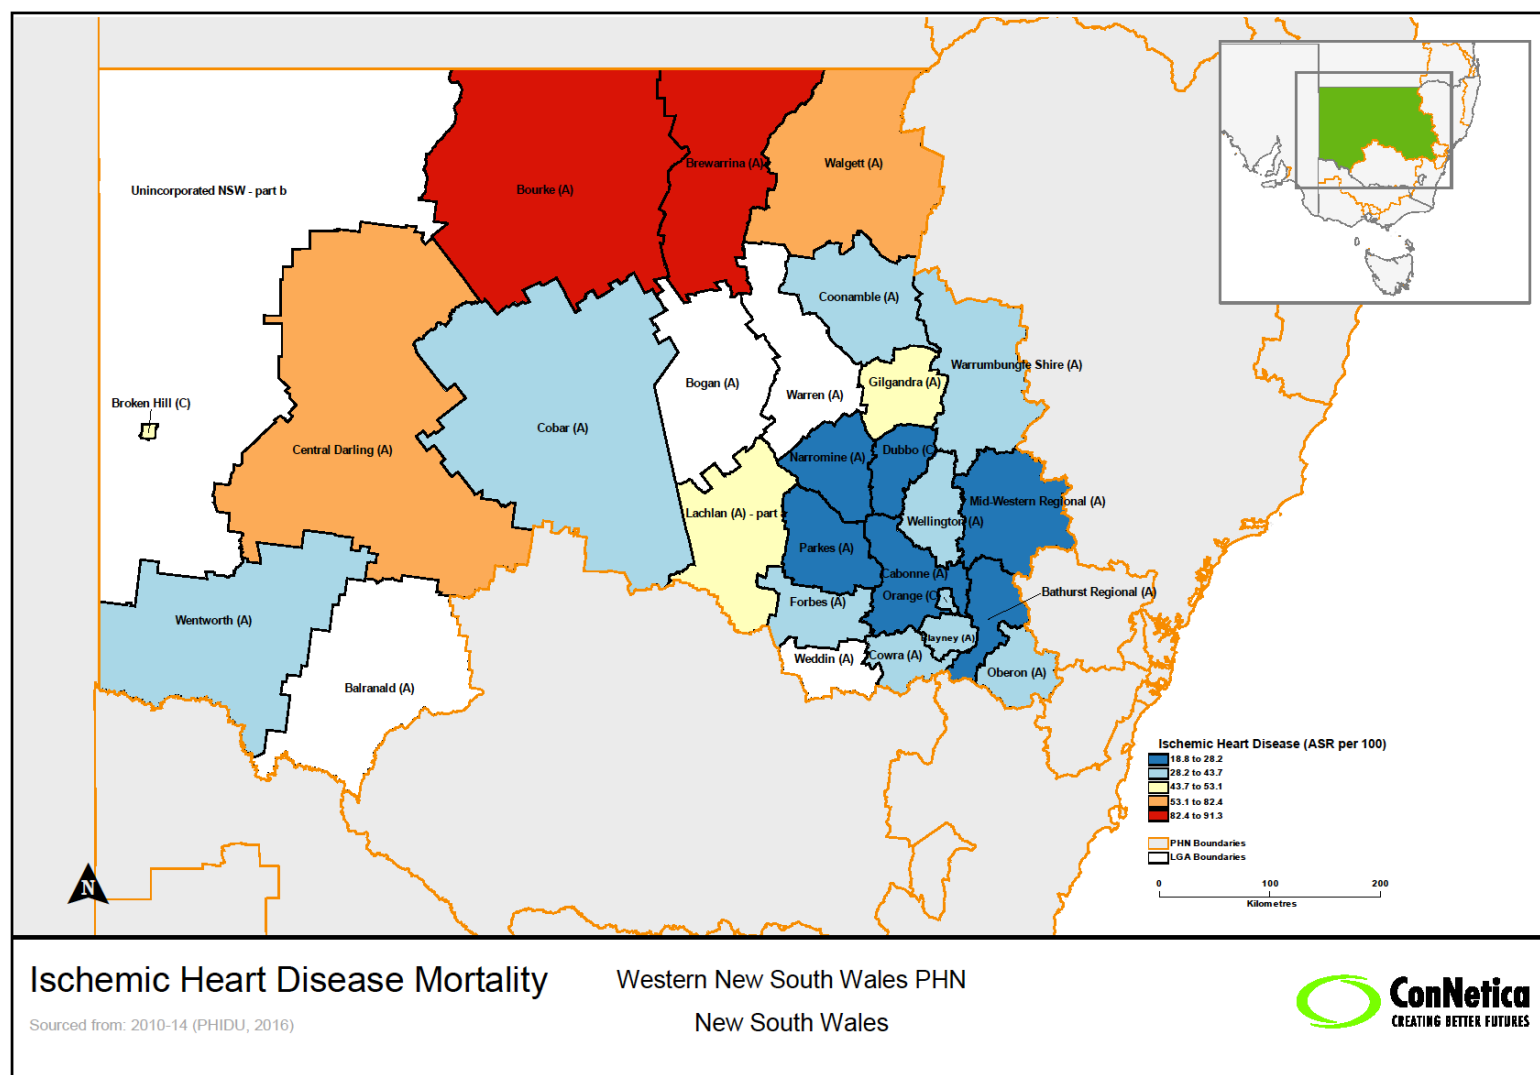 Unincorporated NSW - part b
Bourke (A)
Brewarrina (A)
Walgett (A)
Coonamble (A)
Warrumbungle Shire (A)
Gilgandra (A)
Bogan (A)
Warren (A)
Broken Hill (C)
Cobar (A)
Central Darling (A)
Narromine (A)
Dubbo (C
Mid-Western Regional (A)
Lachlan (A) - part
Wellington (A)
Parkes (A)
Cabonne (A)
Orange (C)
Bathurst Regional (A)
Forbes (A)
Wentworth (A)
Blayney (A)
Cowra (A)
Weddin (A)
Oberon (A)
Balranald (A)
Ischemic Heart Disease (ASR per 100)
18.8 to 28.2
28.2 to 43.7
43.7 to 53.1
53.1 to 82.4
82.4 to 91.3
PHN Boundaries
LGA Boundaries
0 100 200
Kilometres
N
Ischemic Heart Disease Mortality
Sourced from: 2010-14 (PHIDU, 2016)
Western New South Wales PHN
New South Wales
ConNetica
CREATING BETTER FUTURES